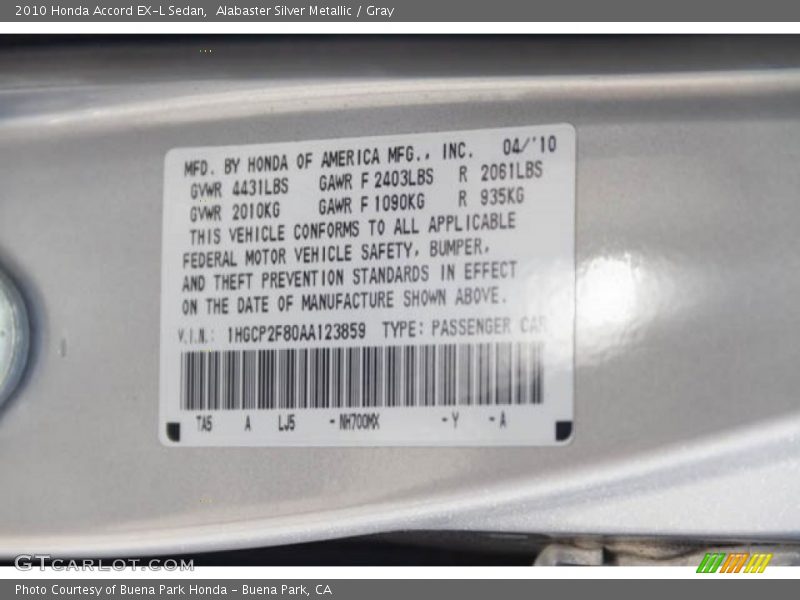 2010 Honda Accord EX-L Sedan,  Alabaster Silver Metallic / Gray
MFD. BY HONDA OF AMERICA MFG., INC. 04/'10
GVWR 4431LBS GAWR F 2403LBS R 2061LBS
GVWR 2010KG GAWR F 1090KG R 935KG
THIS VEHICLE CONFORMS TO ALL APPLICABLE
FEDERAL MOTOR VEHICLE SAFETY, BUMPER,
AND THEFT PREVENTION STANDARDS IN EFFECT
ON THE DATE OF MANUFACTURE SHOWN ABOVE.
V.I.N.: 1HGCP2F80AA123859 TYPE: PASSENGER CAR
TA5 A LJ5 -NH700MX -Y -A
GTCARLOT.COM
Photo Courtesy of Buena Park Honda - Buena Park, CA